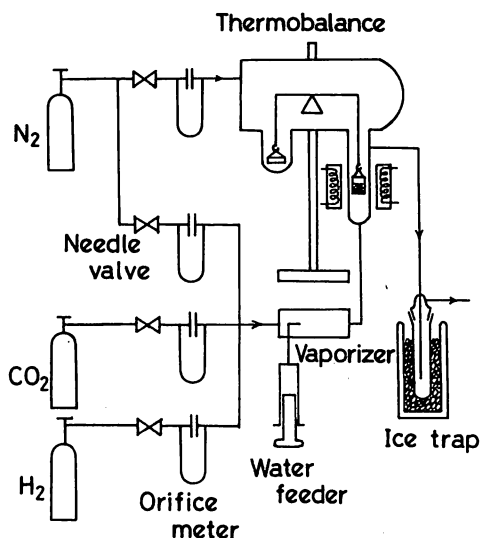 Thermobalance
N2
Needle
valve
CO2
Vaporizer
Ice trap
H2
Water
feeder
Orifice
meter